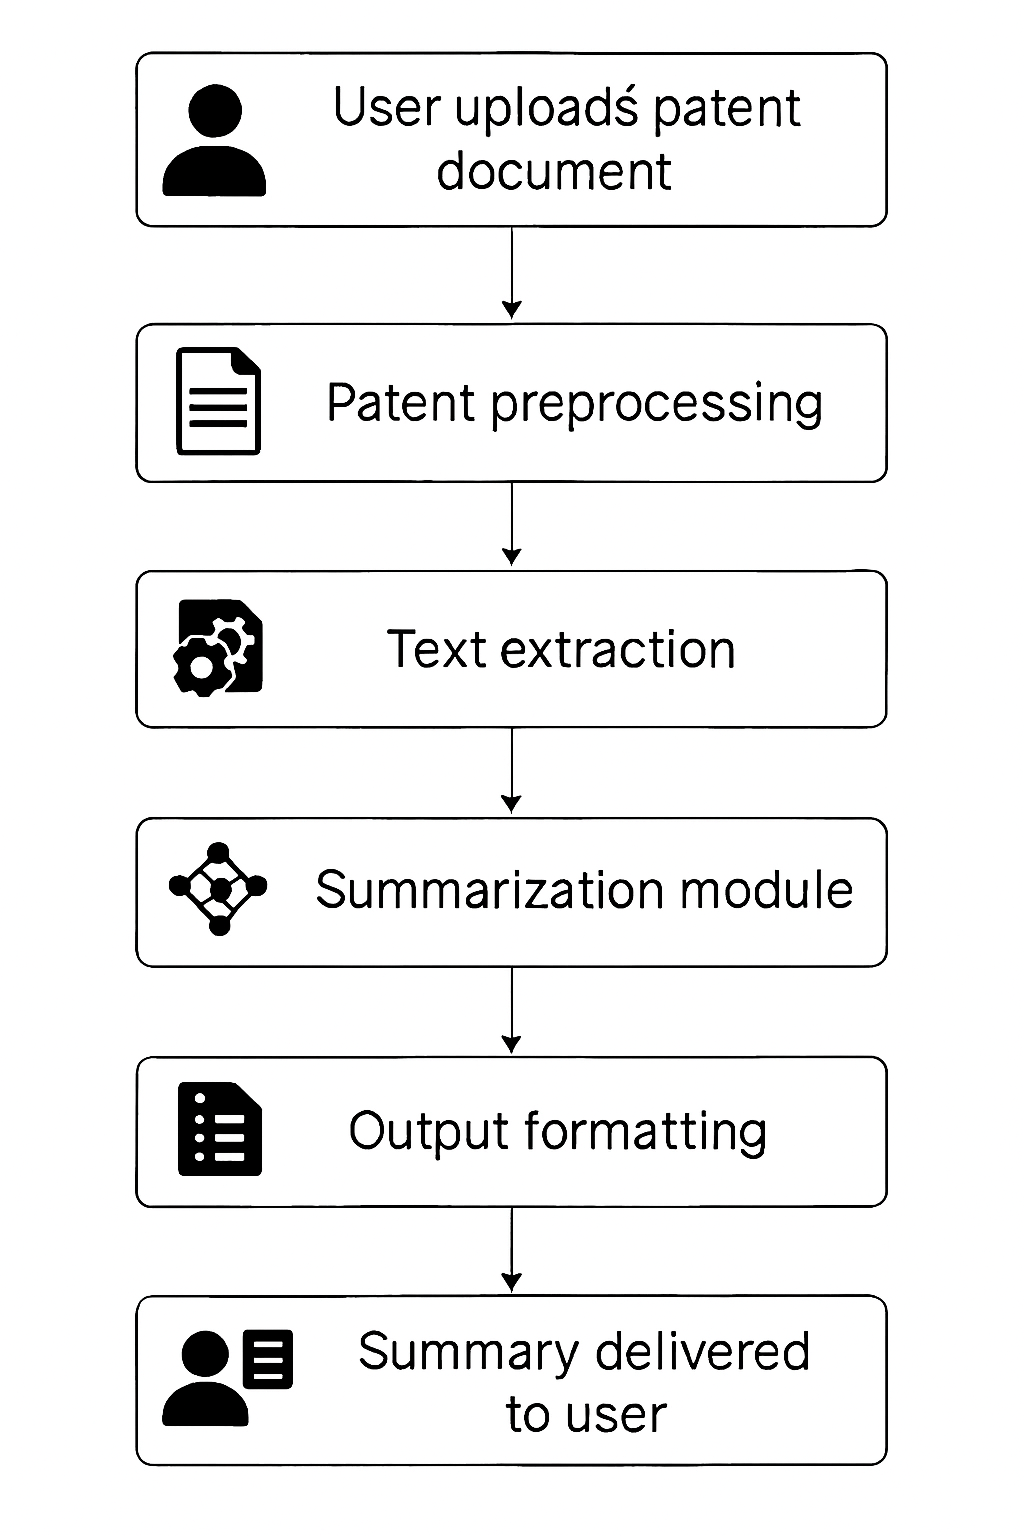 User uploadś patent
document
Patent preprocessing
Text extraction
Summarization module
Output formatting
Summary delivered
to user